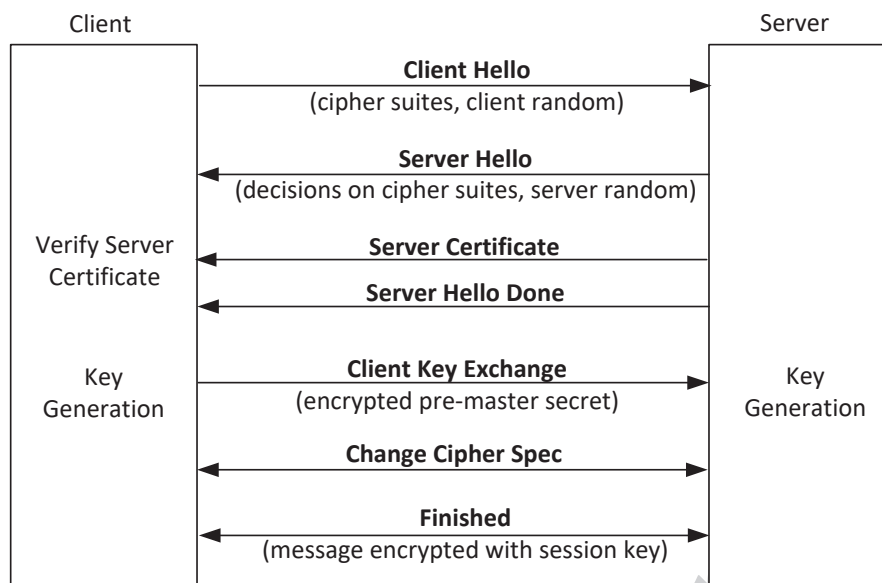 Client
Server
Client Hello
(cipher suites, client random)
Server Hello
(decisions on cipher suites, server random)
Verify Server
Certificate
Server Certificate
Server Hello Done
Key
Generation
Client Key Exchange
(encrypted pre-master secret)
Key
Generation
Change Cipher Spec
Finished
(message encrypted with session key)